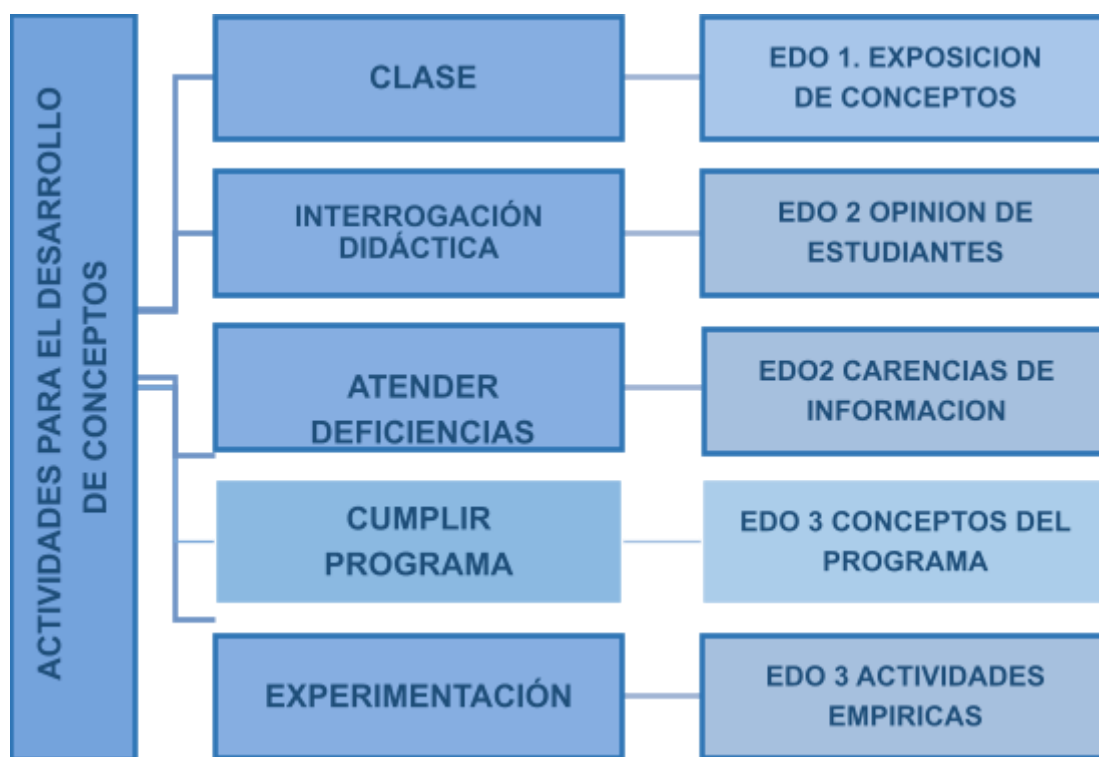 ACTIVIDADES PARA EL DESARROLLO
DE CONCEPTOS
CLASE
EDO 1. EXPOSICION
DE CONCEPTOS
INTERROGACIÓN
DIDÁCTICA
EDO 2 OPINION DE
ESTUDIANTES
ATENDER
DEFICIENCIAS
EDO2 CARENCIAS DE
INFORMACION
CUMPLIR
PROGRAMA
EDO 3 CONCEPTOS DEL
PROGRAMA
EXPERIMENTACIÓN
EDO 3 ACTIVIDADES
EMPIRICAS